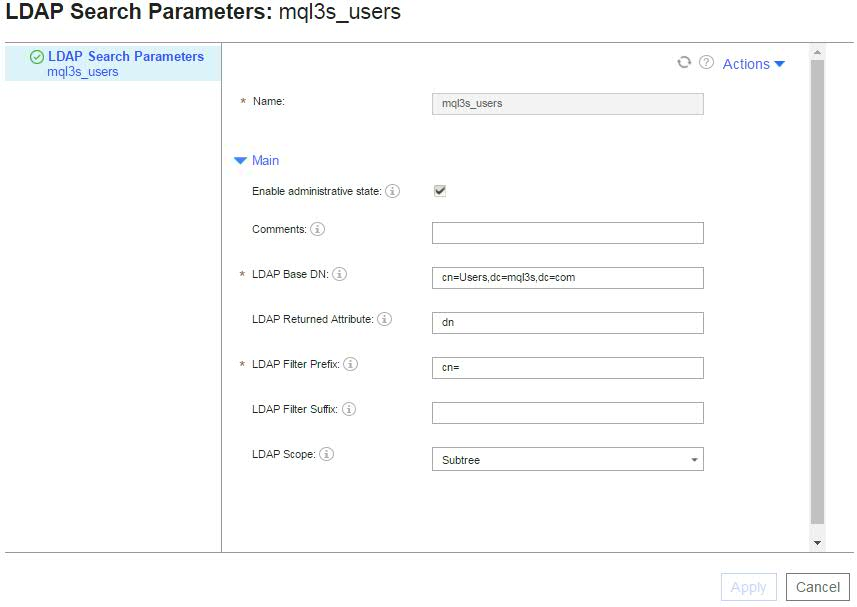 LDAP Search Parameters: mql3s_users
LDAP Search Parameters
mql3s_users
Actions
* Name: mql3s_users
Main
Enable administrative state:
Comments:
* LDAP Base DN: cn=Users,dc=mql3s,dc=com
LDAP Returned Attribute: dn
* LDAP Filter Prefix: cn=
LDAP Filter Suffix:
LDAP Scope: Subtree
Apply Cancel